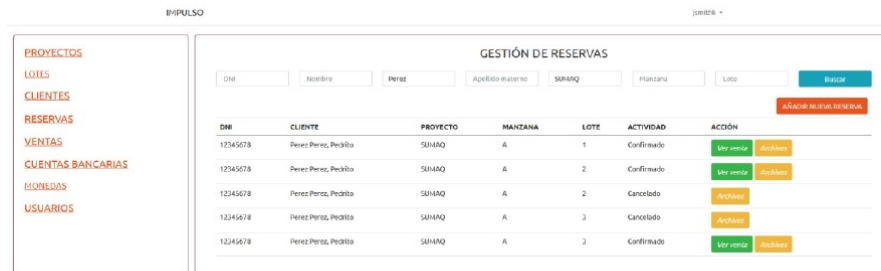 IMPULSO
jsmith8
PROYECTOS
LOTES
CLIENTES
RESERVAS
VENTAS
CUENTAS BANCARIAS
MONEDAS
USUARIOS
GESTIÓN DE RESERVAS
DNI Nombre Perez Apellido materno SUMAQ Manzana Lote Buscar
AÑADIR NUEVA RESERVA
DNI CLIENTE PROYECTO MANZANA LOTE ACTIVIDAD ACCIÓN
12345678 Perez Perez, Pedrito SUMAQ A 1 Confirmado Ver venta Archivos
12345678 Perez Perez, Pedrito SUMAQ A 2 Confirmado Ver venta Archivos
12345678 Perez Perez, Pedrito SUMAQ A 2 Cancelado Archivos
12345678 Perez Perez, Pedrito SUMAQ A 3 Cancelado Archivos
12345678 Perez Perez, Pedrito SUMAQ A 3 Confirmado Ver venta Archivos